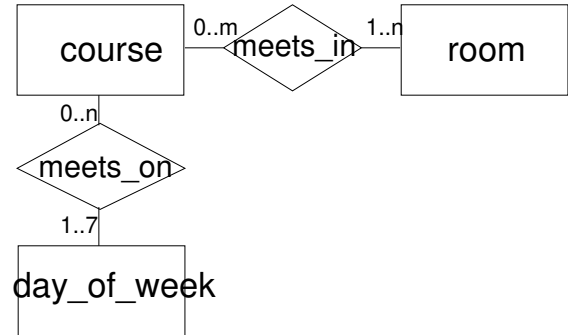 0..m
1..n
course
meets_in
room
0..n
meets_on
1..7
day_of_week